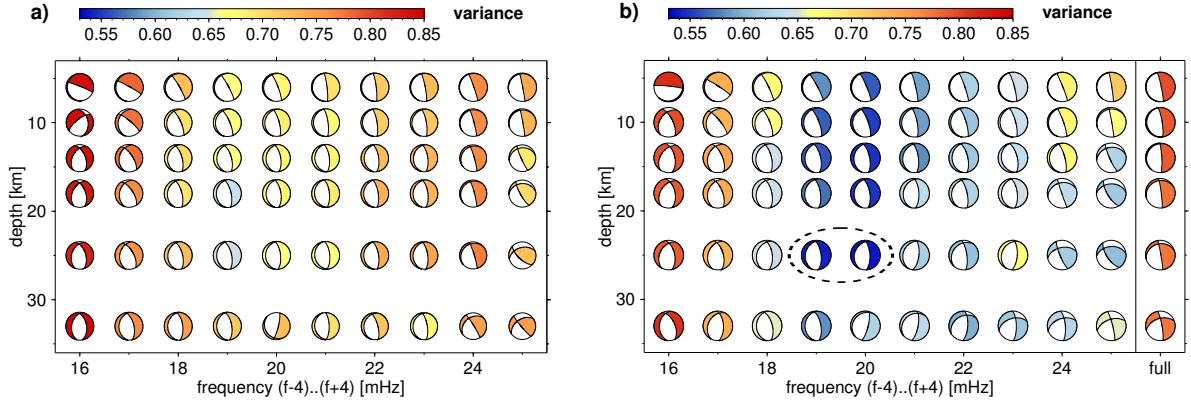 a) variance
0.55 0.60 0.65 0.70 0.75 0.80 0.85
depth [km]
10
20
30
16 18 20 22 24
frequency (f-4)..(f+4) [mHz]
b) variance
0.55 0.60 0.65 0.70 0.75 0.80 0.85
depth [km]
10
20
30
16 18 20 22 24 full
frequency (f-4)..(f+4) [mHz]